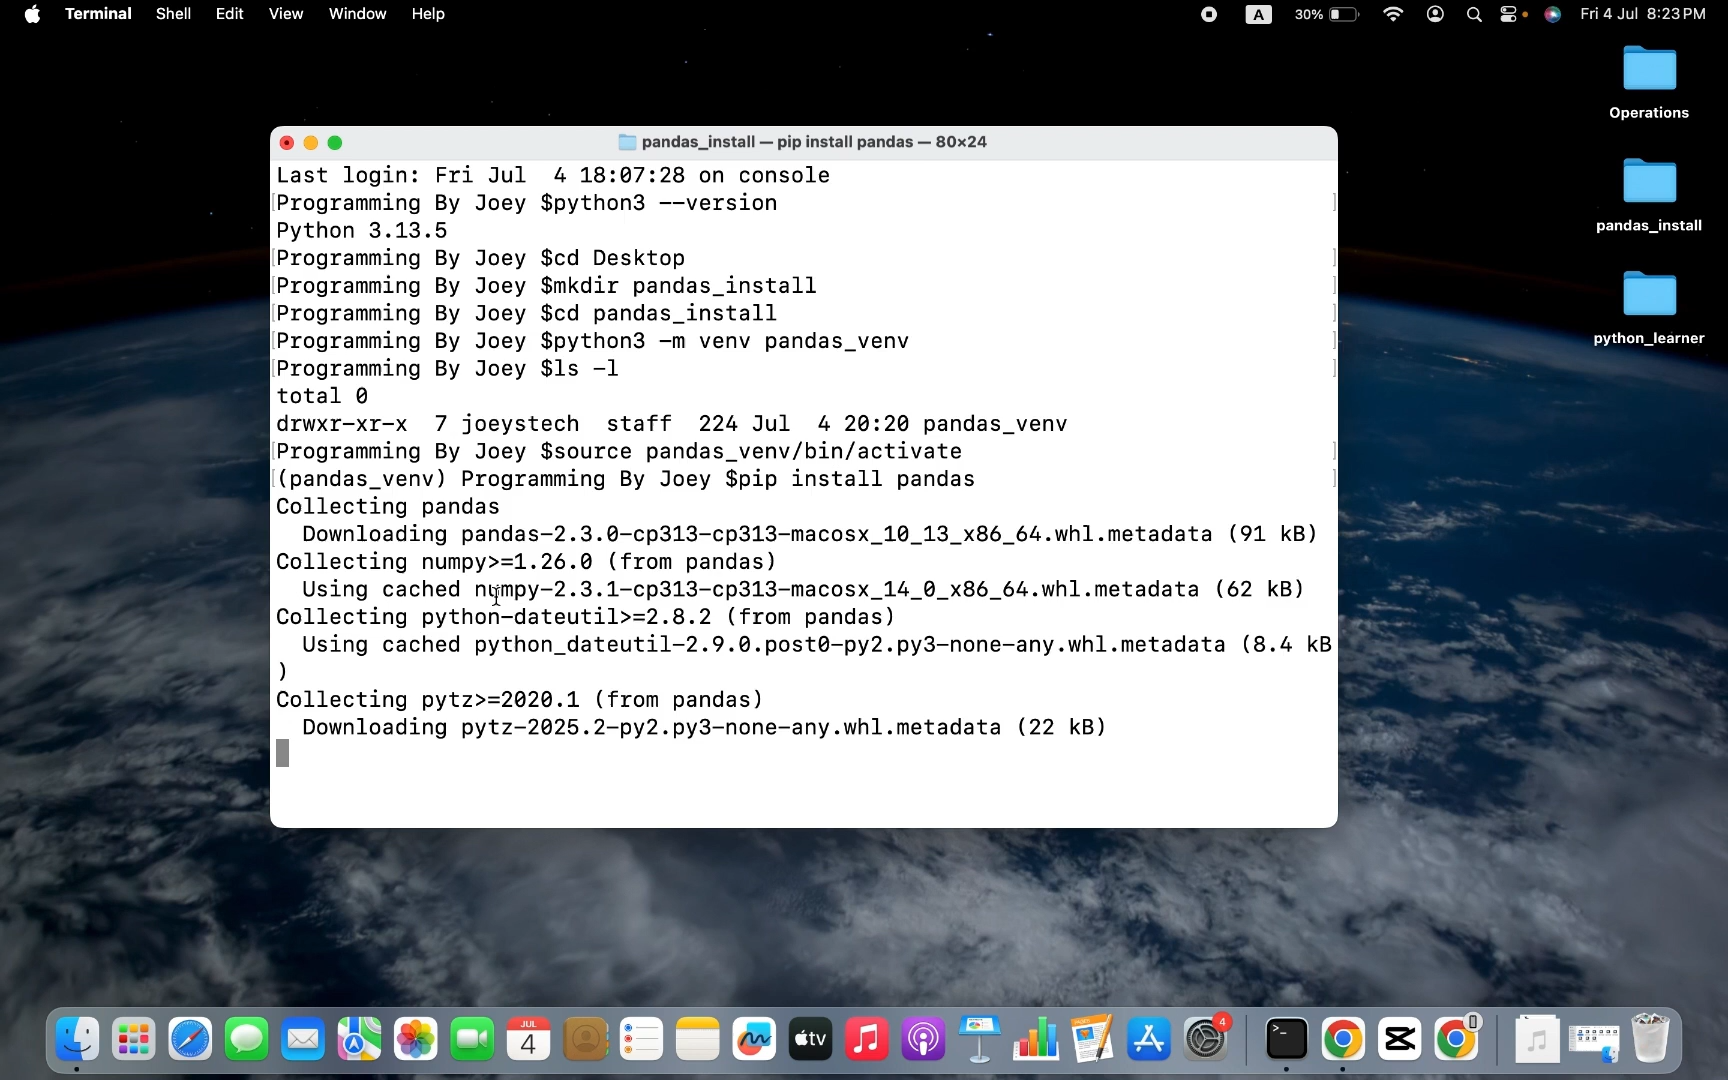 Terminal Shell Edit View Window Help A 30% Fri 4 Jul 8:23 PM
Operations
pandas_install
python_learner
pandas_install — pip install pandas — 80×24
Last login: Fri Jul  4 18:07:28 on console
[Programming By Joey $python3 --version ]
Python 3.13.5
[Programming By Joey $cd Desktop ]
[Programming By Joey $mkdir pandas_install ]
[Programming By Joey $cd pandas_install ]
[Programming By Joey $python3 -m venv pandas_venv ]
[Programming By Joey $ls -l ]
total 0
drwxr-xr-x  7 joeystech  staff  224 Jul  4 20:20 pandas_venv
[Programming By Joey $source pandas_venv/bin/activate ]
[(pandas_venv) Programming By Joey $pip install pandas ]
Collecting pandas
  Downloading pandas-2.3.0-cp313-cp313-macosx_10_13_x86_64.whl.metadata (91 kB)
Collecting numpy>=1.26.0 (from pandas)
  Using cached numpy-2.3.1-cp313-cp313-macosx_14_0_x86_64.whl.metadata (62 kB)
Collecting python-dateutil>=2.8.2 (from pandas)
  Using cached python_dateutil-2.9.0.post0-py2.py3-none-any.whl.metadata (8.4 kB
)
Collecting pytz>=2020.1 (from pandas)
  Downloading pytz-2025.2-py2.py3-none-any.whl.metadata (22 kB)
JUL
4
tv
4
>_